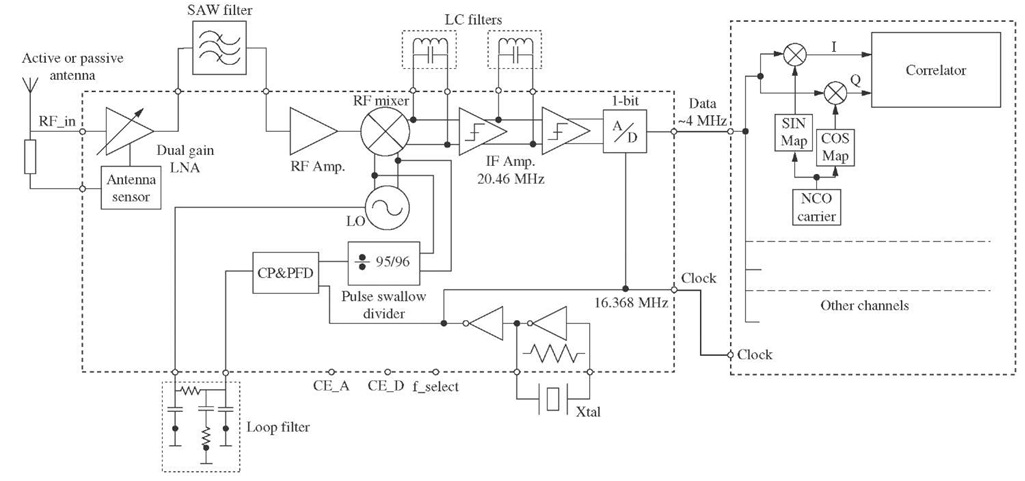 SAW filter
LC filters
Active or passive
antenna
RF_in
Dual gain
LNA
Antenna
sensor
RF Amp.
RF mixer
LO
IF Amp.
20.46 MHz
1-bit
A/D
Data
~4 MHz
I
Q
Correlator
SIN
Map
COS
Map
NCO
carrier
Other channels
CP&PFD
95/96
Pulse swallow
divider
16.368 MHz
Clock
Clock
CE_A
CE_D
f_select
Xtal
Loop filter